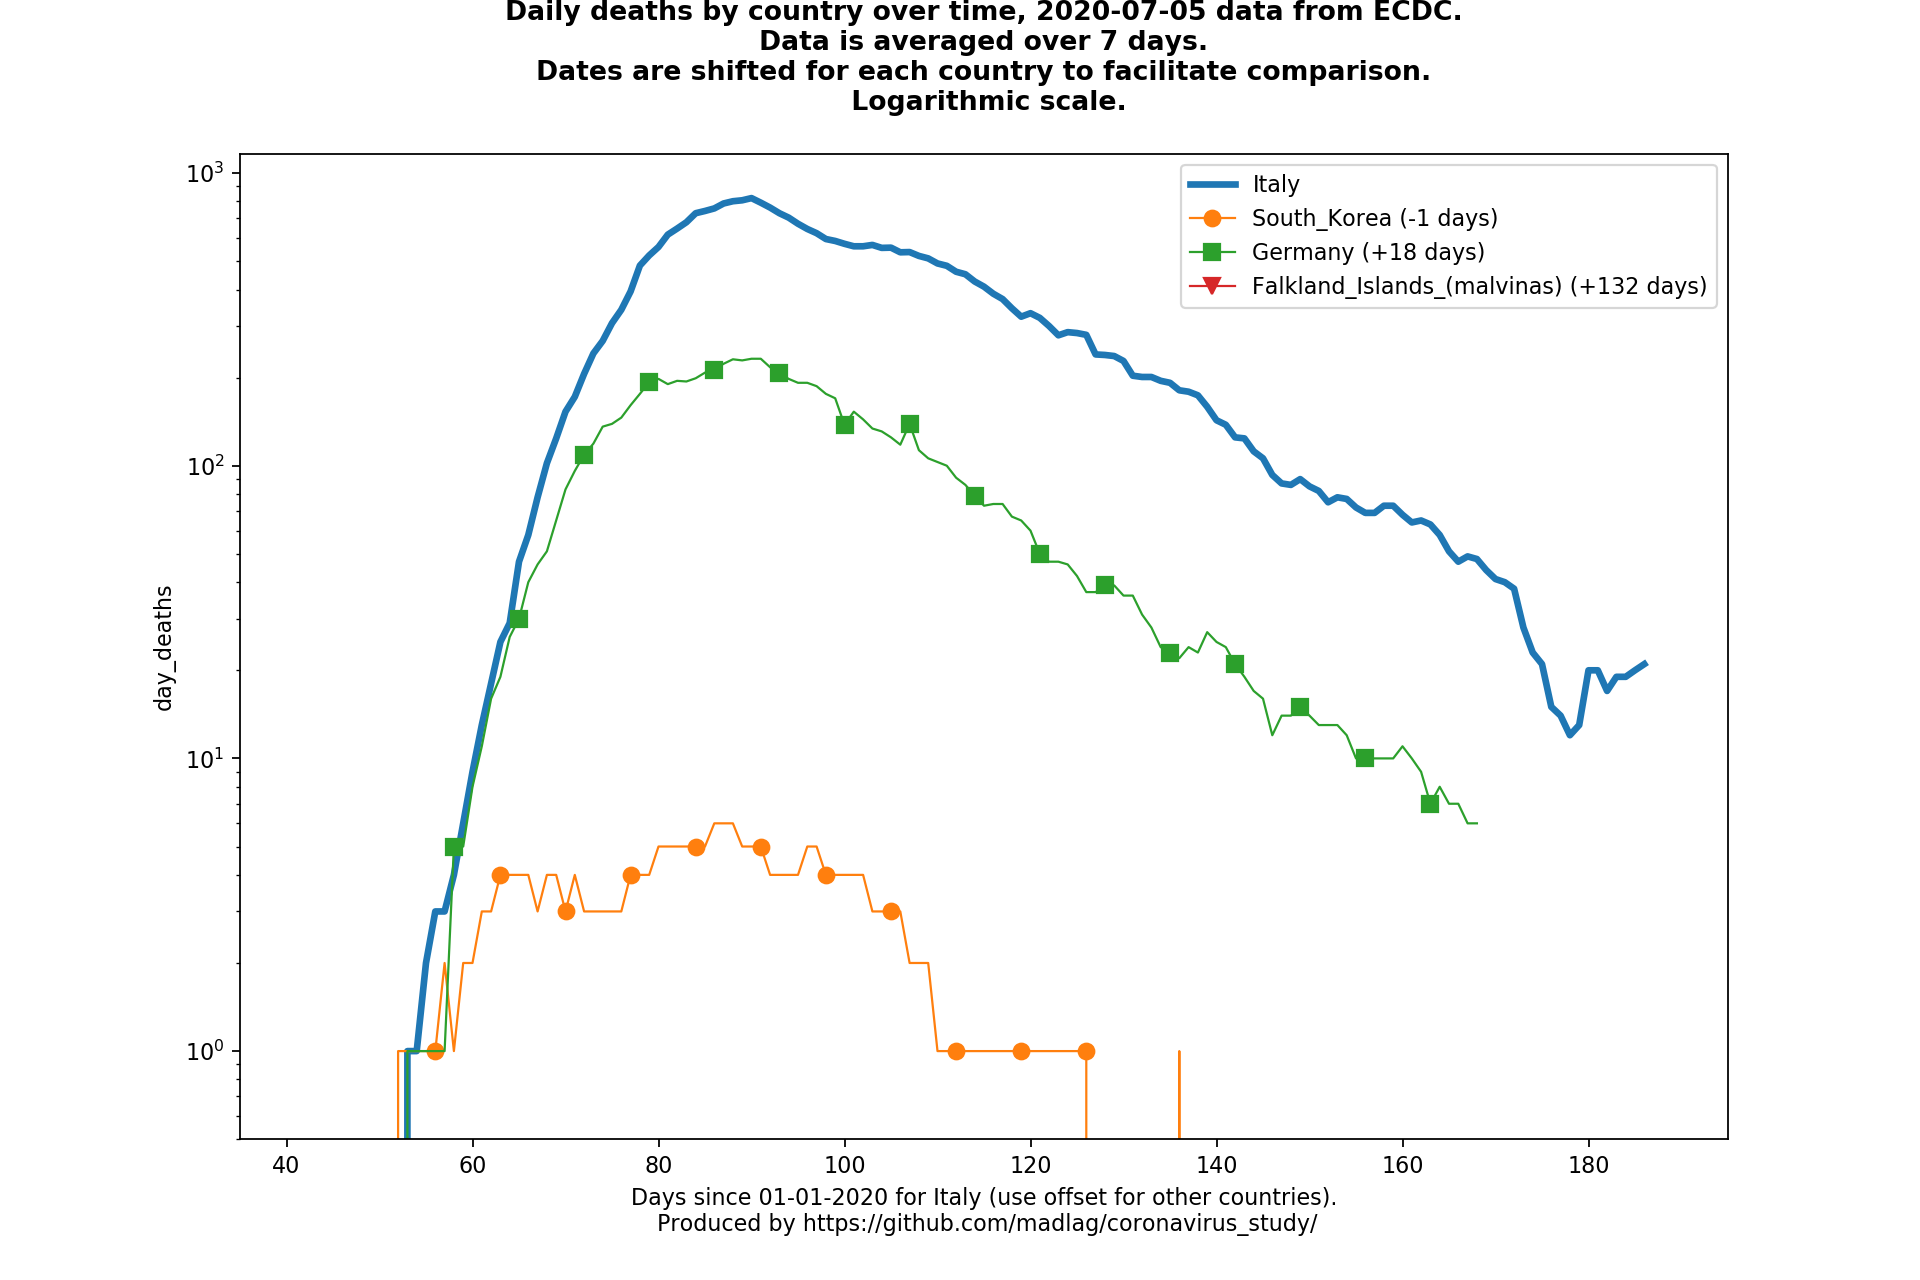 Daily deaths by country over time, 2020-07-05 data from ECDC.
Data is averaged over 7 days.
Dates are shifted for each country to facilitate comparison.
Logarithmic scale.
10³
10²
10¹
10⁰
day_deaths
Italy
South_Korea (-1 days)
Germany (+18 days)
Falkland_Islands_(malvinas) (+132 days)
40 60 80 100 120 140 160 180
Days since 01-01-2020 for Italy (use offset for other countries).
Produced by https://github.com/madlag/coronavirus_study/